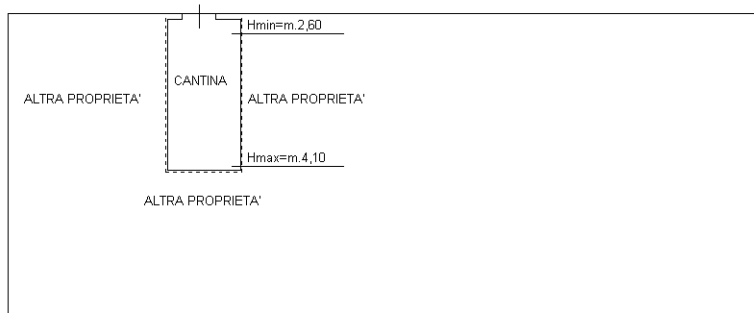 Hmin=m.2,60
CANTINA
ALTRA PROPRIETA'
ALTRA PROPRIETA'
Hmax=m.4,10
ALTRA PROPRIETA'